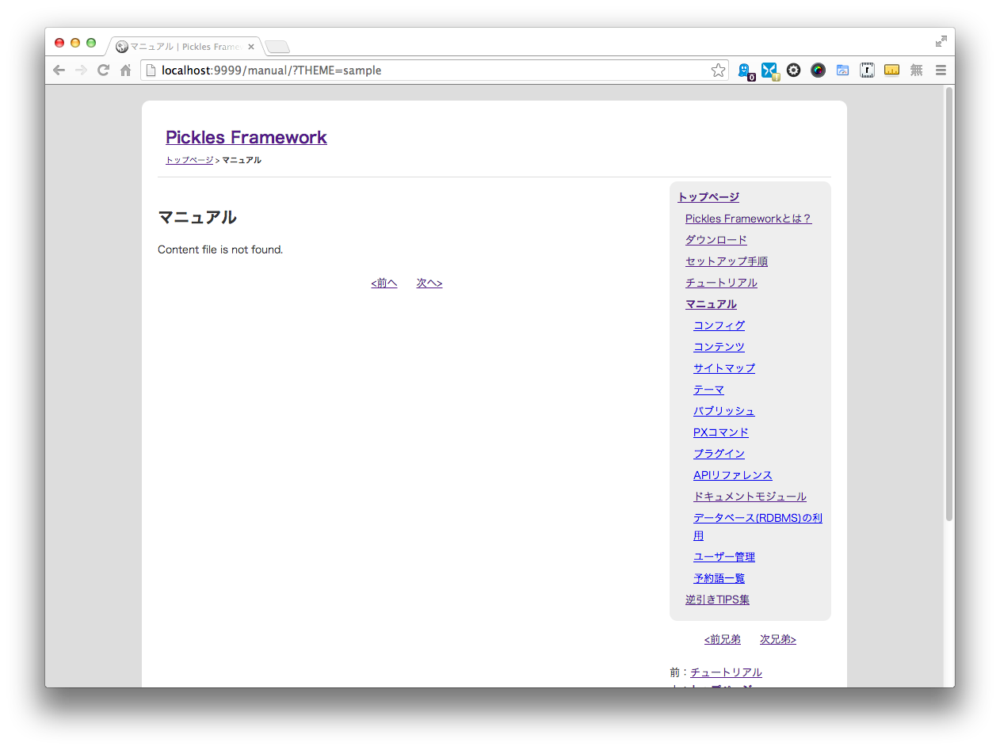 マニュアル | Pickles Frame
localhost:9999/manual/?THEME=sample
0
無
Pickles Framework
トップページ > マニュアル
マニュアル
Content file is not found.
<前へ 次へ>
トップページ
Pickles Frameworkとは？
ダウンロード
セットアップ手順
チュートリアル
マニュアル
コンフィグ
コンテンツ
サイトマップ
テーマ
パブリッシュ
PXコマンド
プラグイン
APIリファレンス
ドキュメントモジュール
データベース(RDBMS)の利
用
ユーザー管理
予約語一覧
逆引きTIPS集
<前兄弟 次兄弟>
前：チュートリアル